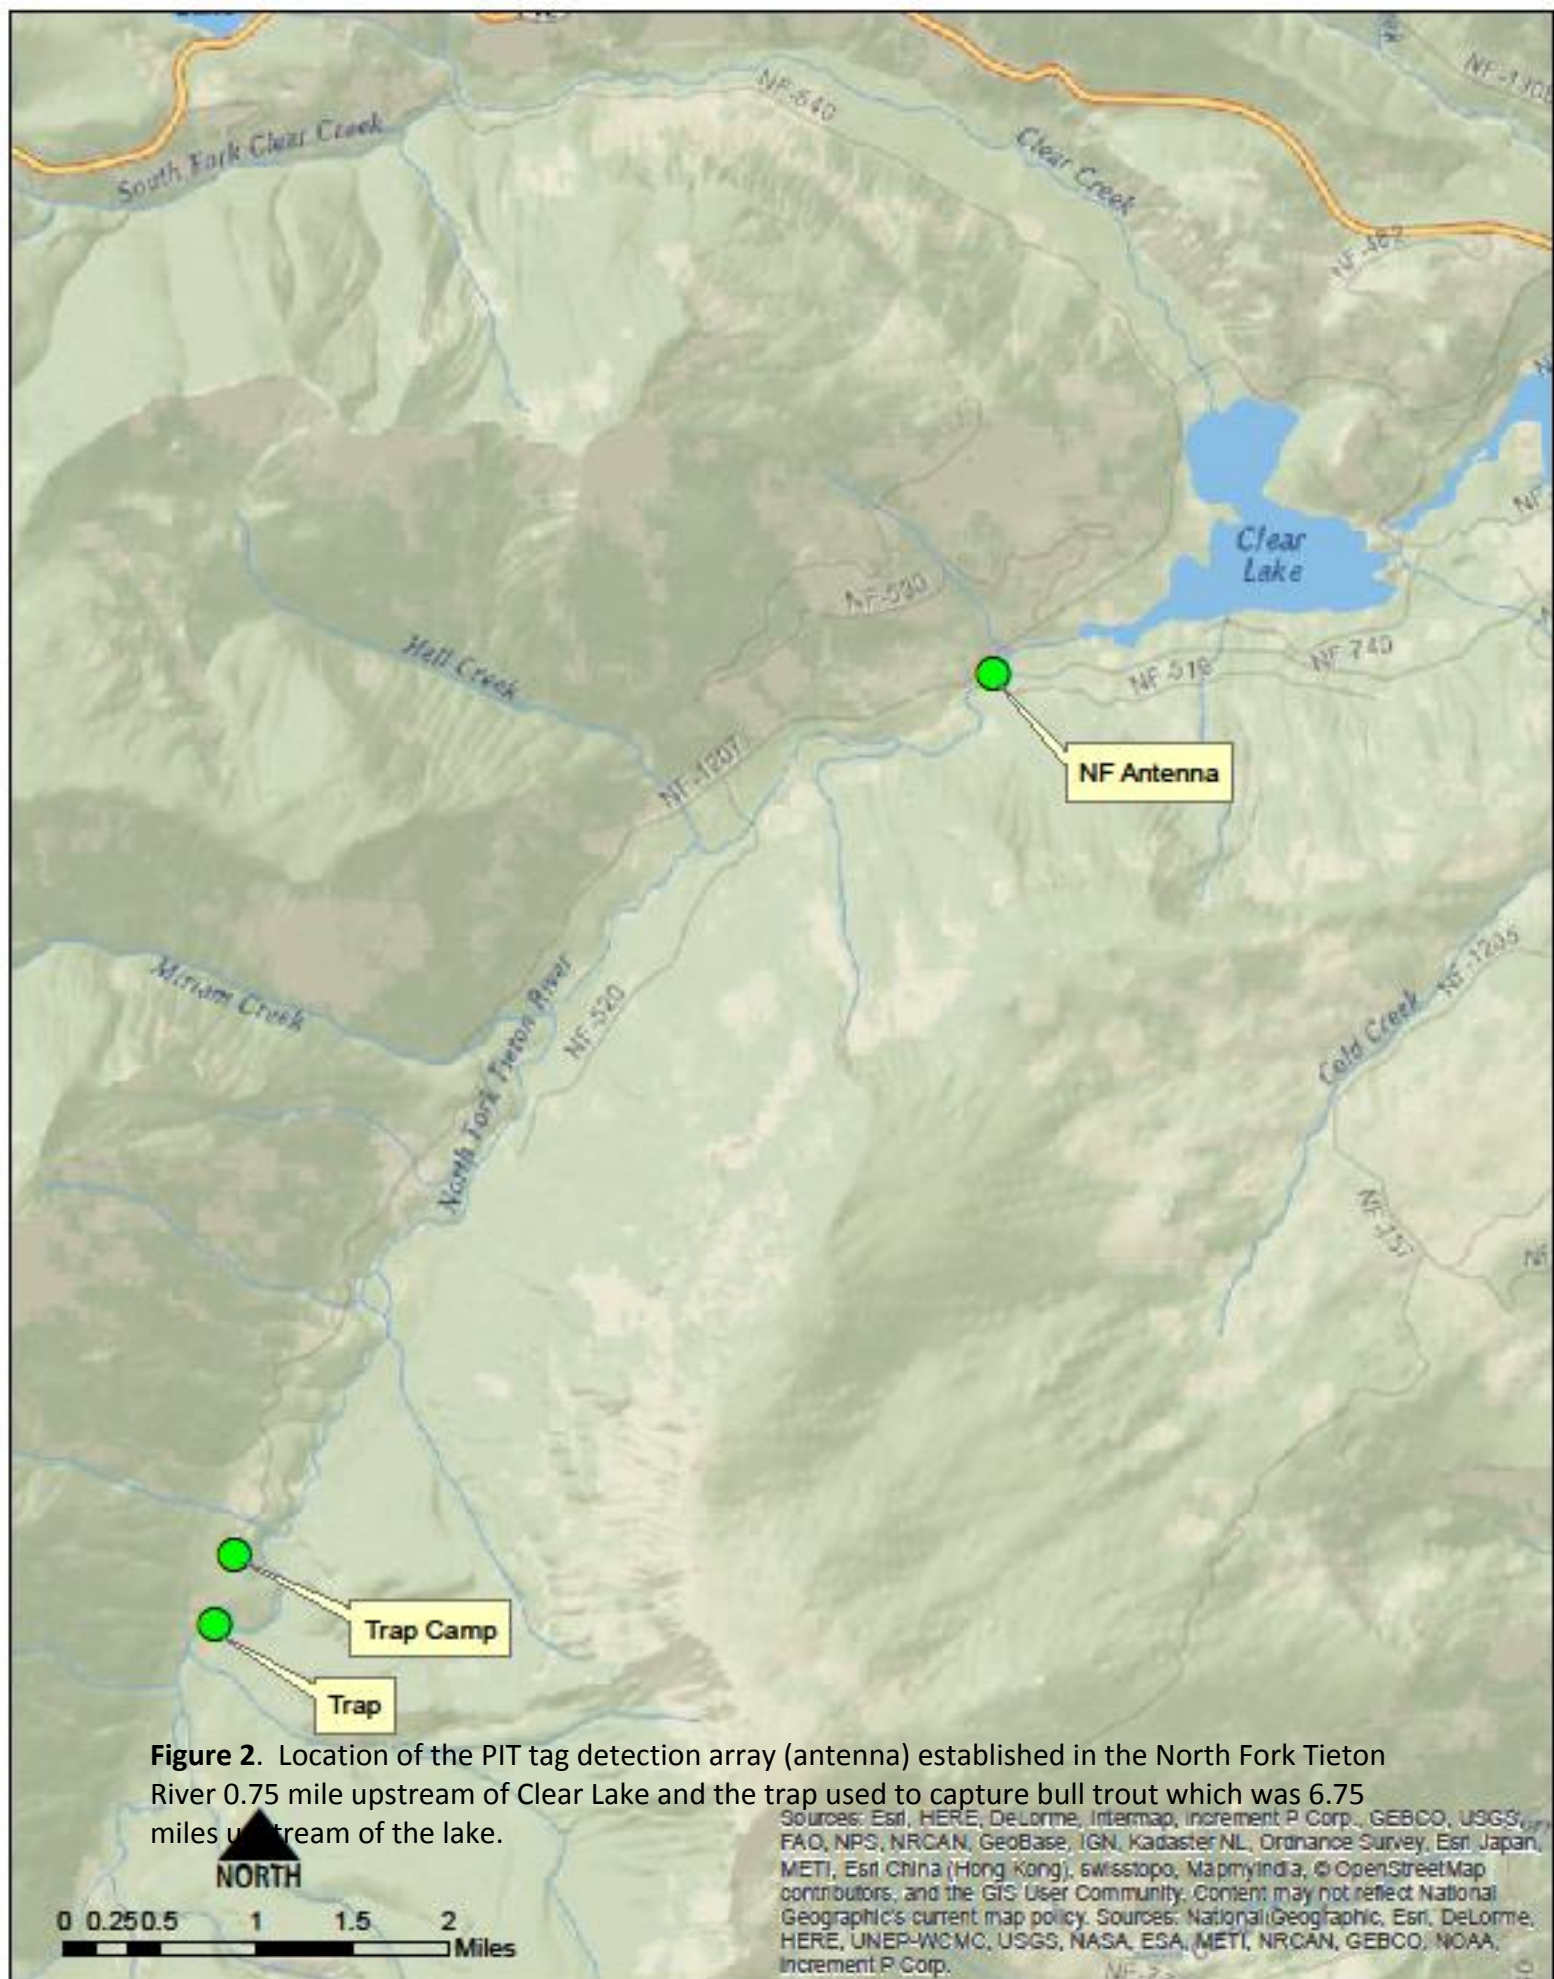 NF-640
South Fork Clear Creek
Clear Creek
NF-482
Clear
Lake
NF-530
Hell Creek
NF-518
NF-740
NF-1207
NF Antenna
Miriam Creek
North Fork Tieton River
NF-520
NF-1205
Cold Creek
NF-157
Trap Camp
Trap
Figure 2. Location of the PIT tag detection array (antenna) established in the North Fork Tieton
River 0.75 mile upstream of Clear Lake and the trap used to capture bull trout which was 6.75
miles upstream of the lake.
NORTH
0 0.25 0.5 1 1.5 2
Miles
Sources: Esri, HERE, DeLorme, Intermap, increment P Corp., GEBCO, USGS,
FAO, NPS, NRCAN, GeoBase, IGN, Kadaster NL, Ordnance Survey, Esri Japan,
METI, Esri China (Hong Kong), swisstopo, MapmyIndia, © OpenStreetMap
contributors, and the GIS User Community. Content may not reflect National
Geographic's current map policy. Sources: National Geographic, Esri, DeLorme,
HERE, UNEP-WCMC, USGS, NASA, ESA, METI, NRCAN, GEBCO, NOAA,
increment P Corp.